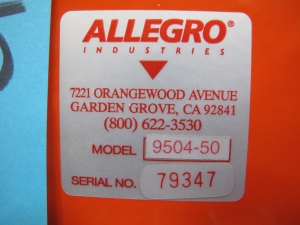 ALLEGRO®
INDUSTRIES
7221 ORANGEWOOD AVENUE
GARDEN GROVE, CA 92841
(800) 622-3530
MODEL 9504-50
SERIAL NO. 79347